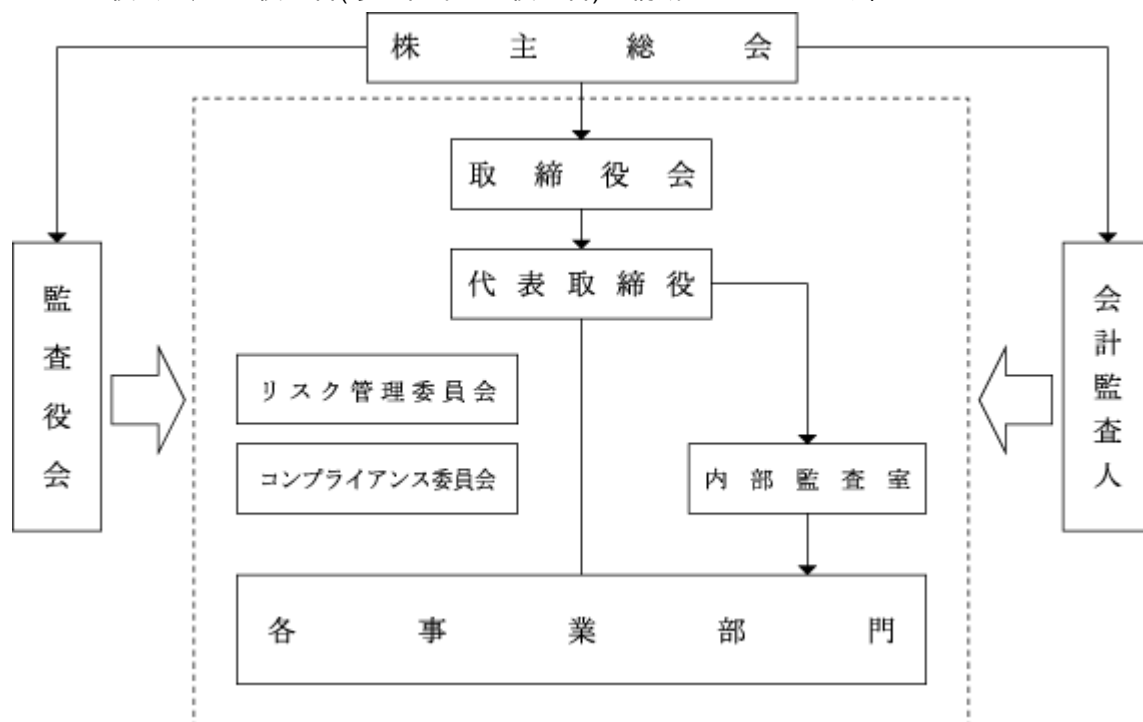 株主総会
取締役会
代表取締役
監査役会
会計監査人
リスク管理委員会
コンプライアンス委員会
内部監査室
各事業部門